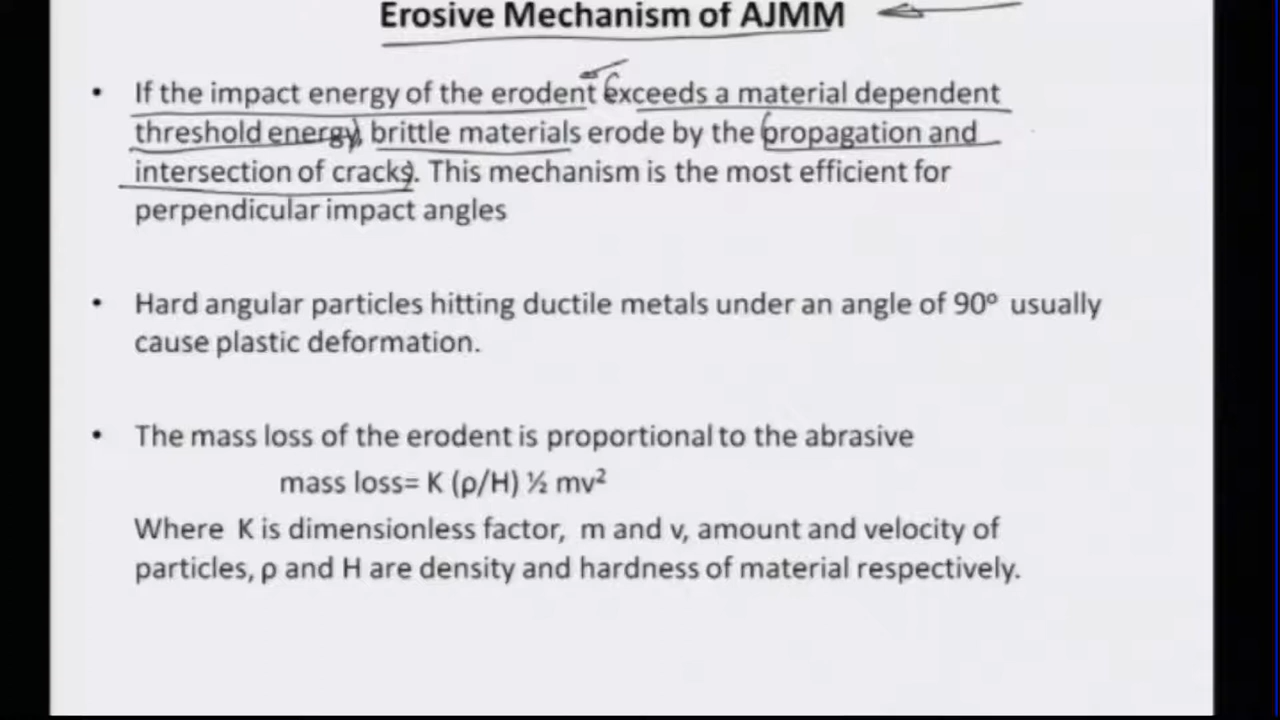 Erosive Mechanism of AJMM
• If the impact energy of the erodent exceeds a material dependent
threshold energy, brittle materials erode by the propagation and
intersection of cracks. This mechanism is the most efficient for
perpendicular impact angles
• Hard angular particles hitting ductile metals under an angle of 90º usually
cause plastic deformation.
• The mass loss of the erodent is proportional to the abrasive
mass loss= K (ρ/H) ½ mv²
Where K is dimensionless factor, m and v, amount and velocity of
particles, ρ and H are density and hardness of material respectively.